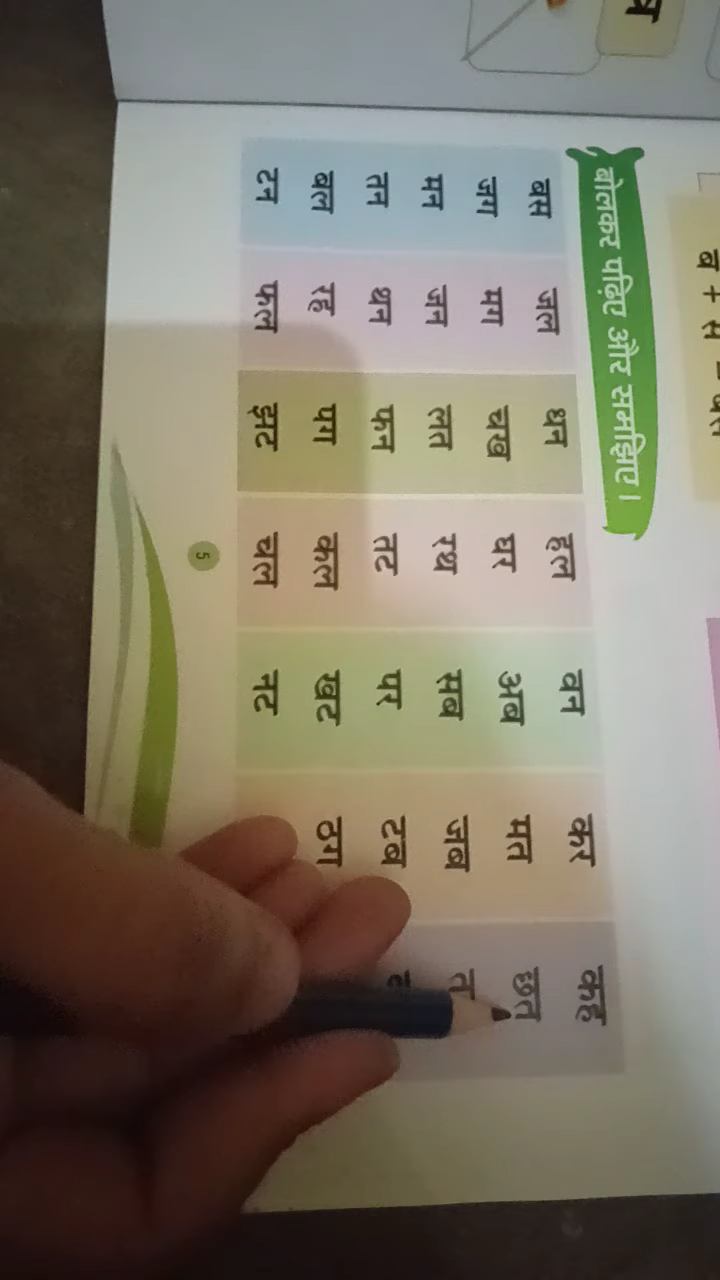 बोलकर पढ़िए और समझिए।
बस जल धन हल वन कर कह
जग मग चख घर अब मत छत
मन जन लत रथ सब जब
तन धन फन तट पर टब
बल रह पग कल खट ठग
टन फल झट चल नट
5